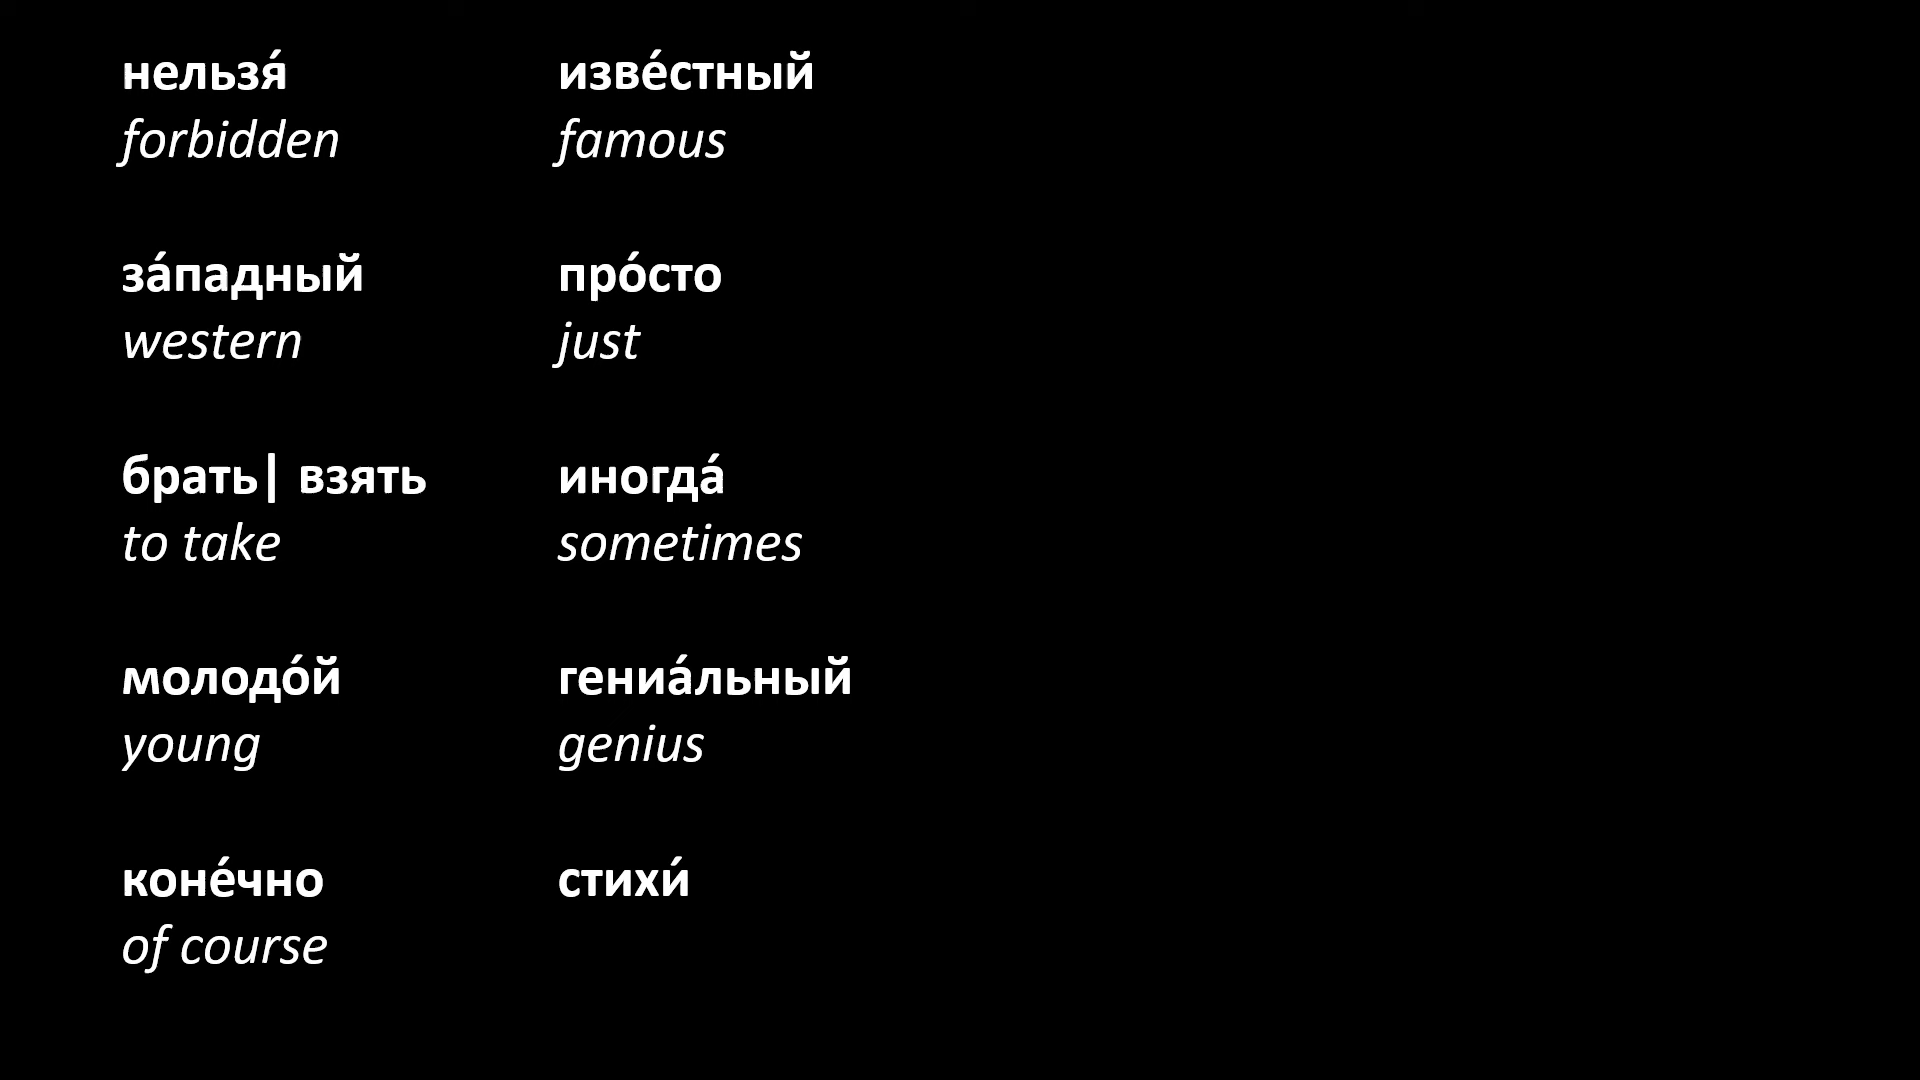 нельзя́
forbidden
за́падный
western
брать| взять
to take
молодо́й
young
коне́чно
of course
изве́стный
famous
про́сто
just
иногда́
sometimes
гениа́льный
genius
стихи́